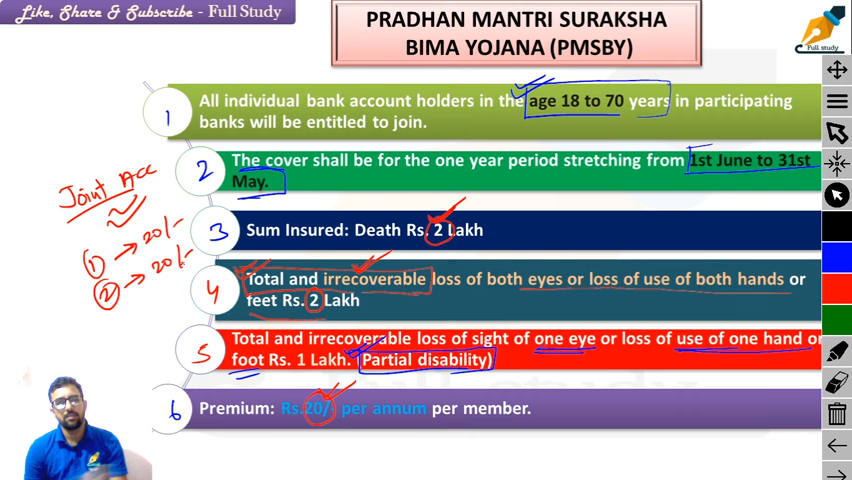 Like, Share & Subscribe - Full Study
PRADHAN MANTRI SURAKSHA
BIMA YOJANA (PMSBY)
Full study
1
All individual bank account holders in the age 18 to 70 years in participating
banks will be entitled to join.
2
The cover shall be for the one year period stretching from 1st June to 31st
May.
Joint Acc
1 → 20/-
2 → 20/-
3
Sum Insured: Death Rs. 2 Lakh
4
Total and irrecoverable loss of both eyes or loss of use of both hands or
feet Rs. 2 Lakh
5
Total and irrecoverable loss of sight of one eye or loss of use of one hand or
foot Rs. 1 Lakh. (Partial disability)
6
Premium: Rs.20/- per annum per member.